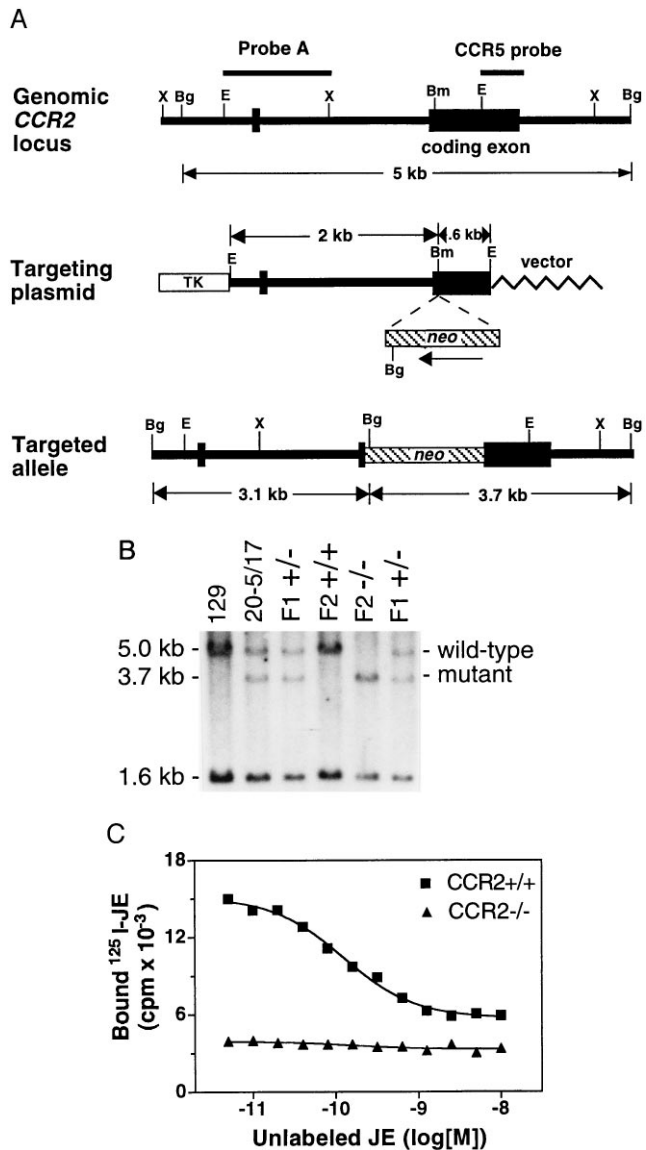 A
Probe A
CCR5 probe
Genomic CCR2 locus
X Bg E X Bm E X Bg
coding exon
5 kb
Targeting plasmid
2 kb .6 kb
E Bm E
TK
vector
neo
Bg
Targeted allele
Bg E X Bg E X Bg
neo
3.1 kb 3.7 kb
B
129 20-5/17 F1 +/- F2 +/+ F2 -/- F1 +/-
5.0 kb - - wild-type
3.7 kb - - mutant
1.6 kb -
C
Bound ¹²⁵I-JE (cpm x 10⁻³)
18
12
6
0
CCR2+/+
CCR2-/-
-11 -10 -9 -8
Unlabeled JE (log[M])